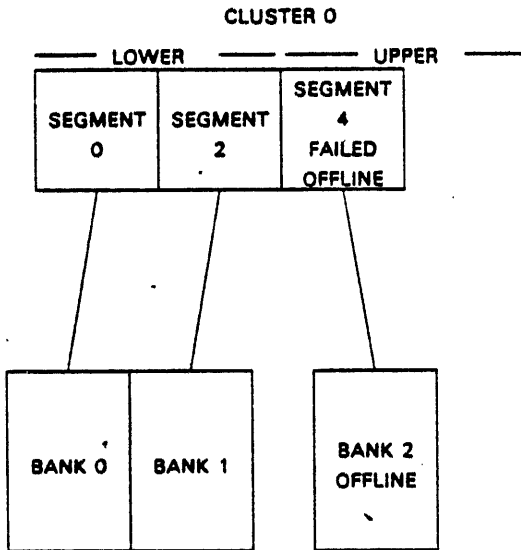 CLUSTER 0
LOWER UPPER
SEGMENT
0
SEGMENT
2
SEGMENT
4
FAILED
OFFLINE
BANK 0
BANK 1
BANK 2
OFFLINE